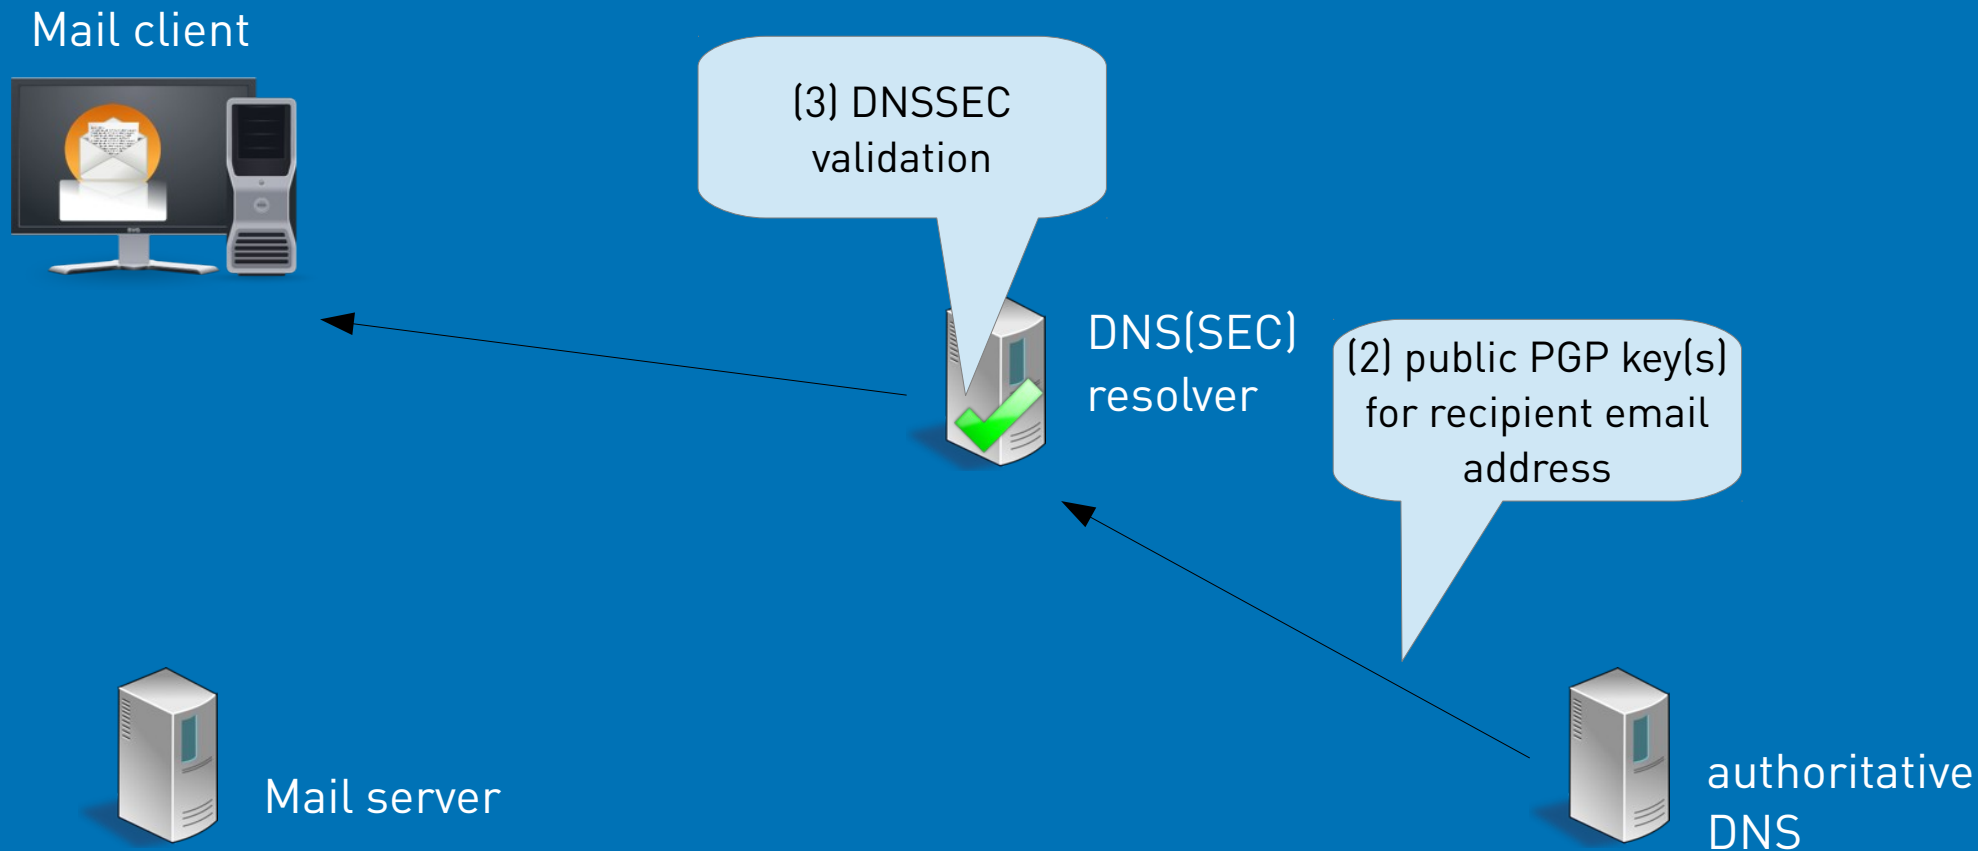 Mail client
(3) DNSSEC
validation
DNS(SEC)
resolver
(2) public PGP key(s)
for recipient email
address
Mail server
authoritative
DNS